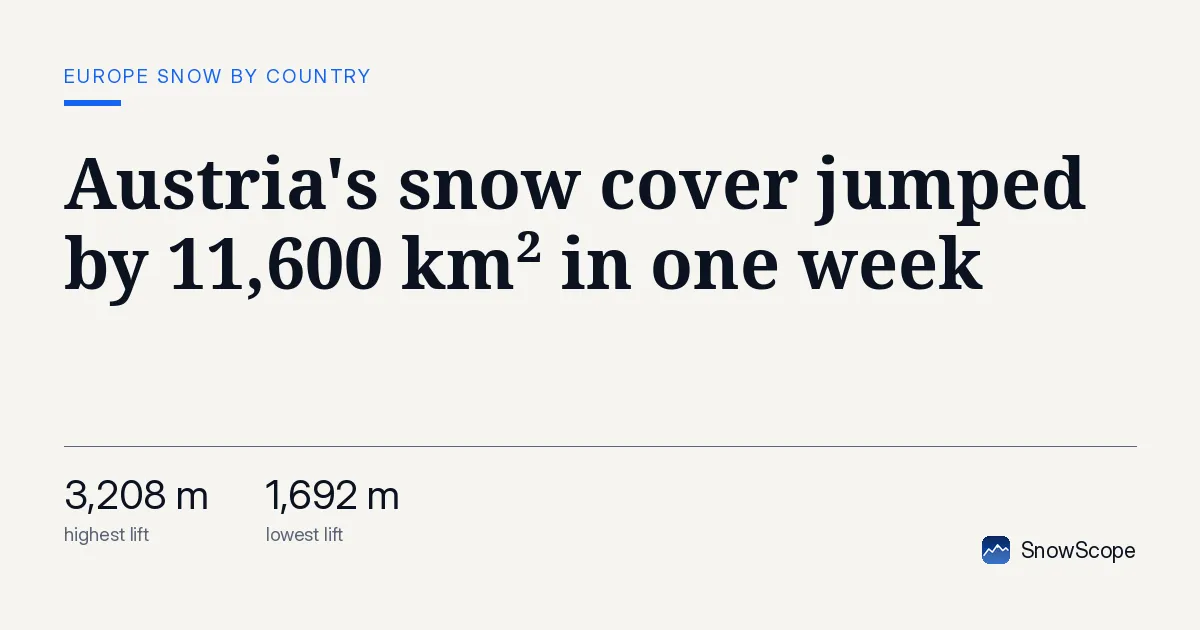 EUROPE SNOW BY COUNTRY
Austria's snow cover jumped
by 11,600 km² in one week
3,208 m 1,692 m
highest lift lowest lift
SnowScope